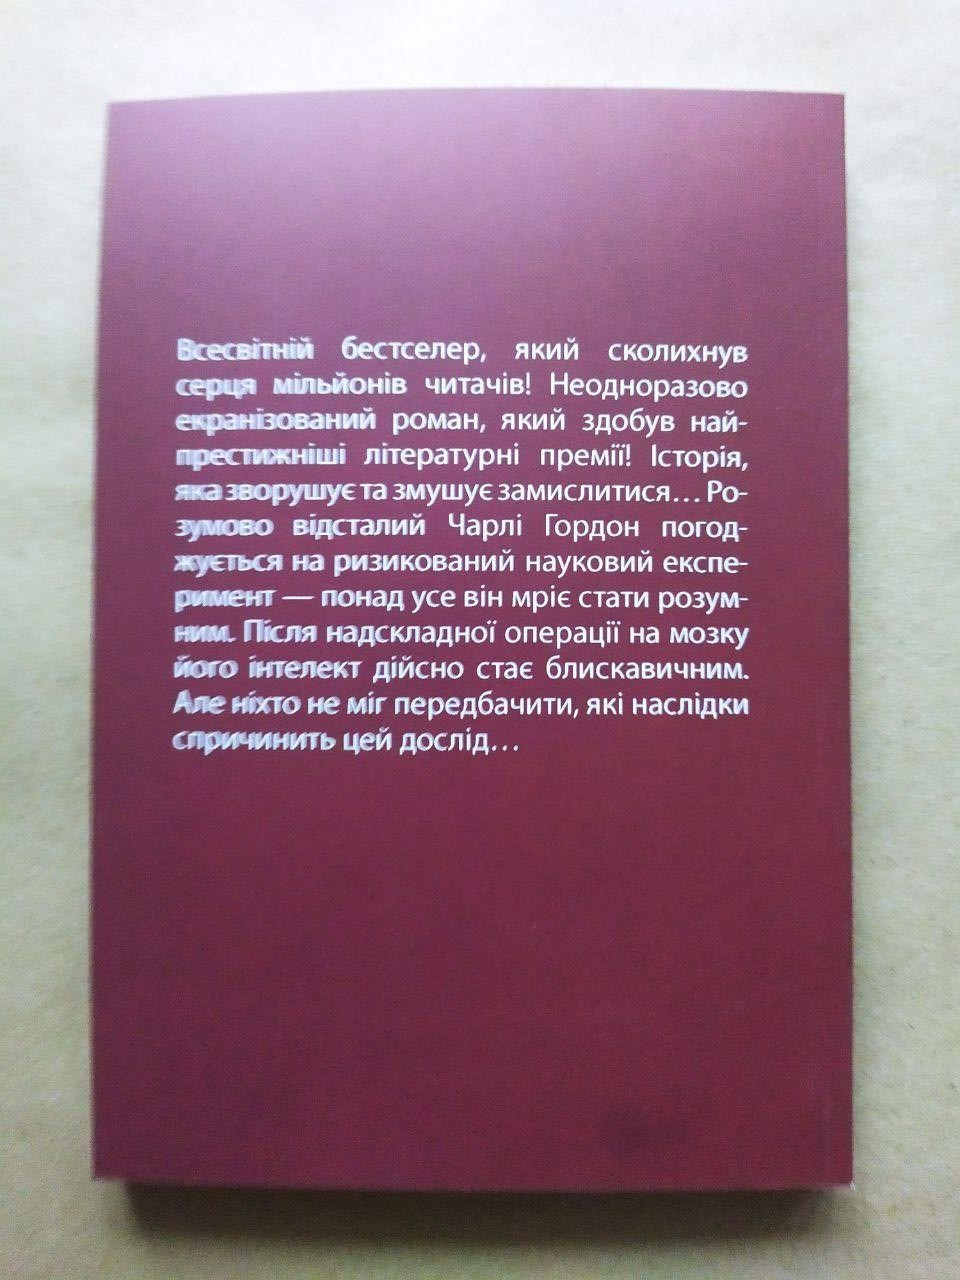 Всесвітній бестселер, який сколихнув
серця мільйонів читачів! Неодноразово
екранізований роман, який здобув най-
престижніші літературні премії! Історія,
яка зворушує та змушує замислитися... Ро-
зумово відсталий Чарлі Гордон погод-
жується на ризикований науковий експе-
римент — понад усе він мріє стати розум-
ним. Після надскладної операції на мозку
його інтелект дійсно стає блискавичним.
Але ніхто не міг передбачити, які наслідки
спричинить цей дослід...